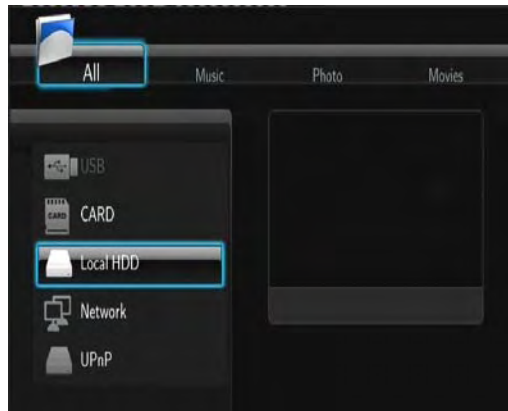 All Music Photo Movies
USB
CARD
Local HDD
Network
UPnP